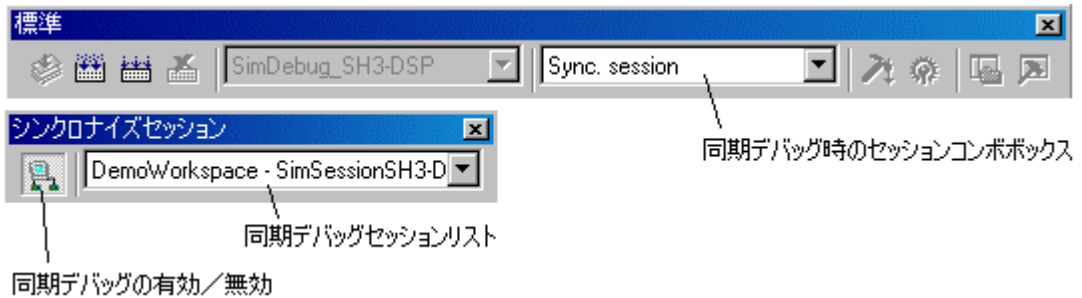 標準
SimDebug_SH3-DSP
Sync. session
同期デバッグ時のセッションコンボボックス
シンクロナイズセッション
DemoWorkspace - SimSessionSH3-D
同期デバッグセッションリスト
同期デバッグの有効／無効